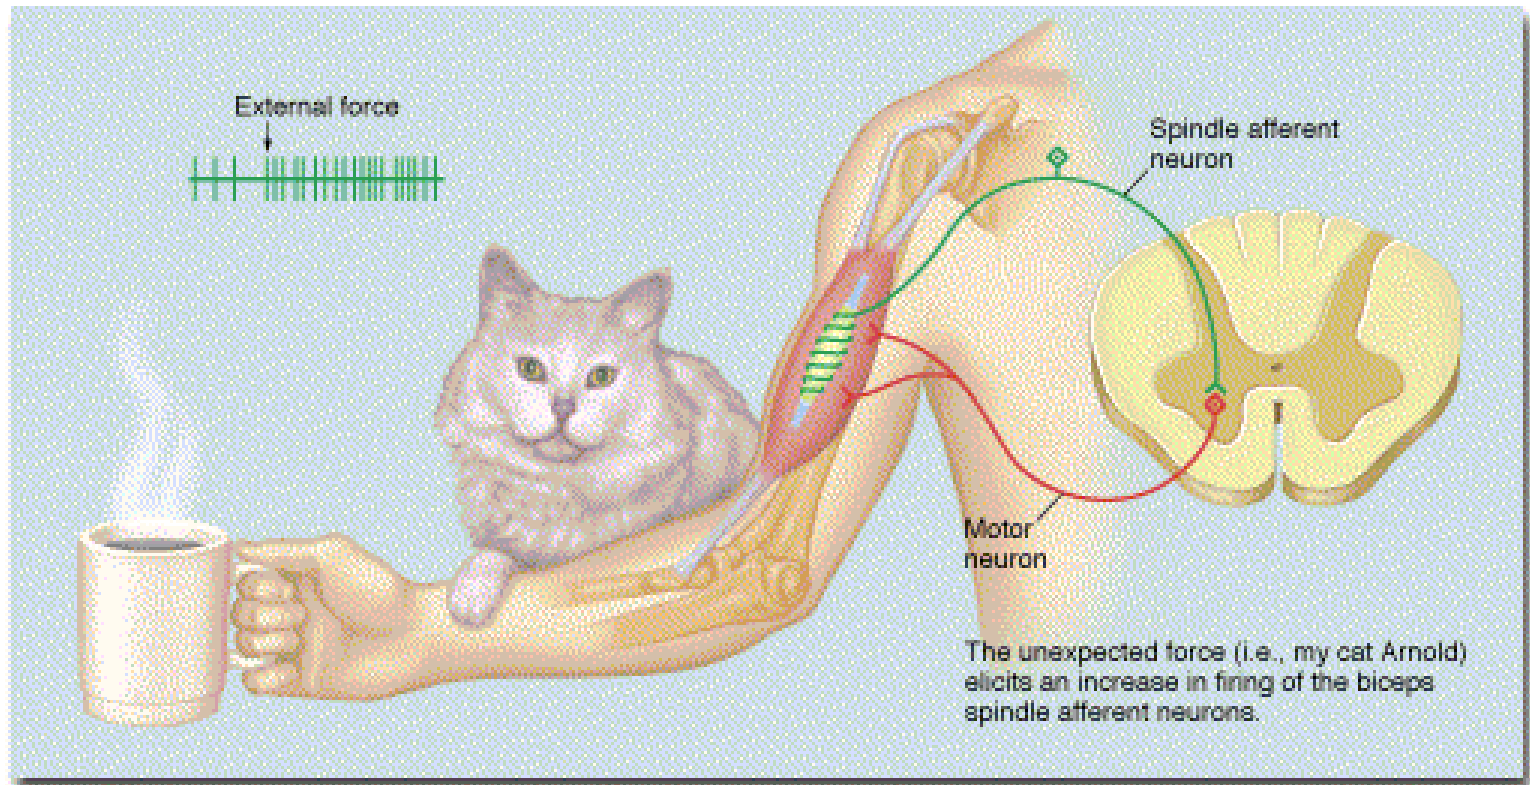 External force
Spindle afferent
neuron
Motor
neuron
The unexpected force (i.e., my cat Arnold)
elicits an increase in firing of the biceps
spindle afferent neurons.